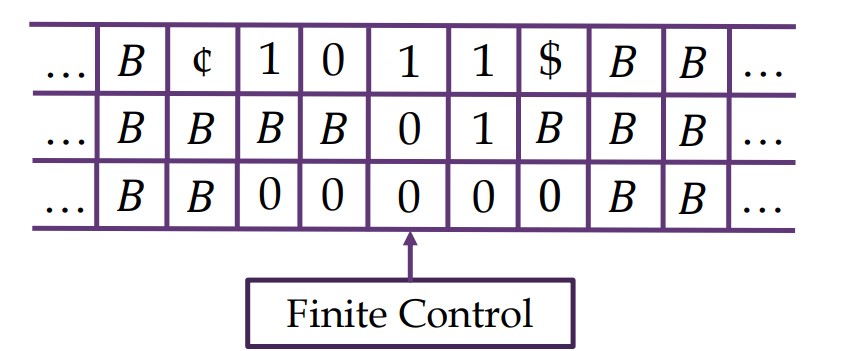 ... B ¢ 1 0 1 1 $ B B ...
... B B B B 0 1 B B B ...
... B B 0 0 0 0 0 B B ...
Finite Control